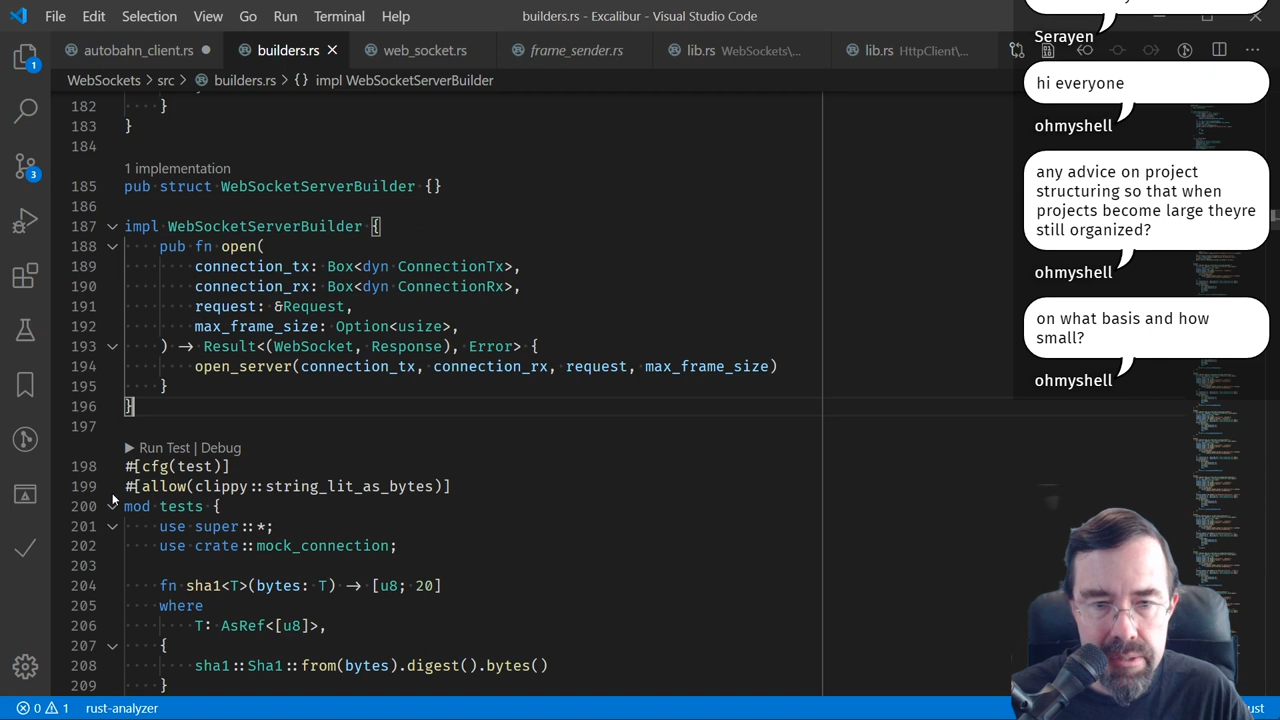 File Edit Selection View Go Run Terminal Help
builders.rs - Excalibur - Visual Studio Code
autobahn_client.rs
builders.rs
web_socket.rs
frame_sender.rs
lib.rs WebSockets\...
lib.rs HttpClient\...
WebSockets > src > builders.rs > {} impl WebSocketServerBuilder
182 }
183 }
184
1 implementation
185 pub struct WebSocketServerBuilder {}
186
187 impl WebSocketServerBuilder {
188 pub fn open(
189 connection_tx: Box<dyn ConnectionTx>,
190 connection_rx: Box<dyn ConnectionRx>,
191 request: &Request,
192 max_frame_size: Option<usize>,
193 ) -> Result<(WebSocket, Response), Error> {
194 open_server(connection_tx, connection_rx, request, max_frame_size)
195 }
196 }
197
Run Test | Debug
198 #[cfg(test)]
199 #[allow(clippy::string_lit_as_bytes)]
200 mod tests {
201 use super::*;
202 use crate::mock_connection;
203
204 fn sha1<T>(bytes: T) -> [u8; 20]
205 where
206 T: AsRef<[u8]>,
207 {
208 sha1::Sha1::from(bytes).digest().bytes()
209 }
1
3
0
1
rust-analyzer
Serayen
hi everyone
ohmyshell
any advice on project
structuring so that when
projects become large theyre
still organized?
ohmyshell
on what basis and how
small?
ohmyshell